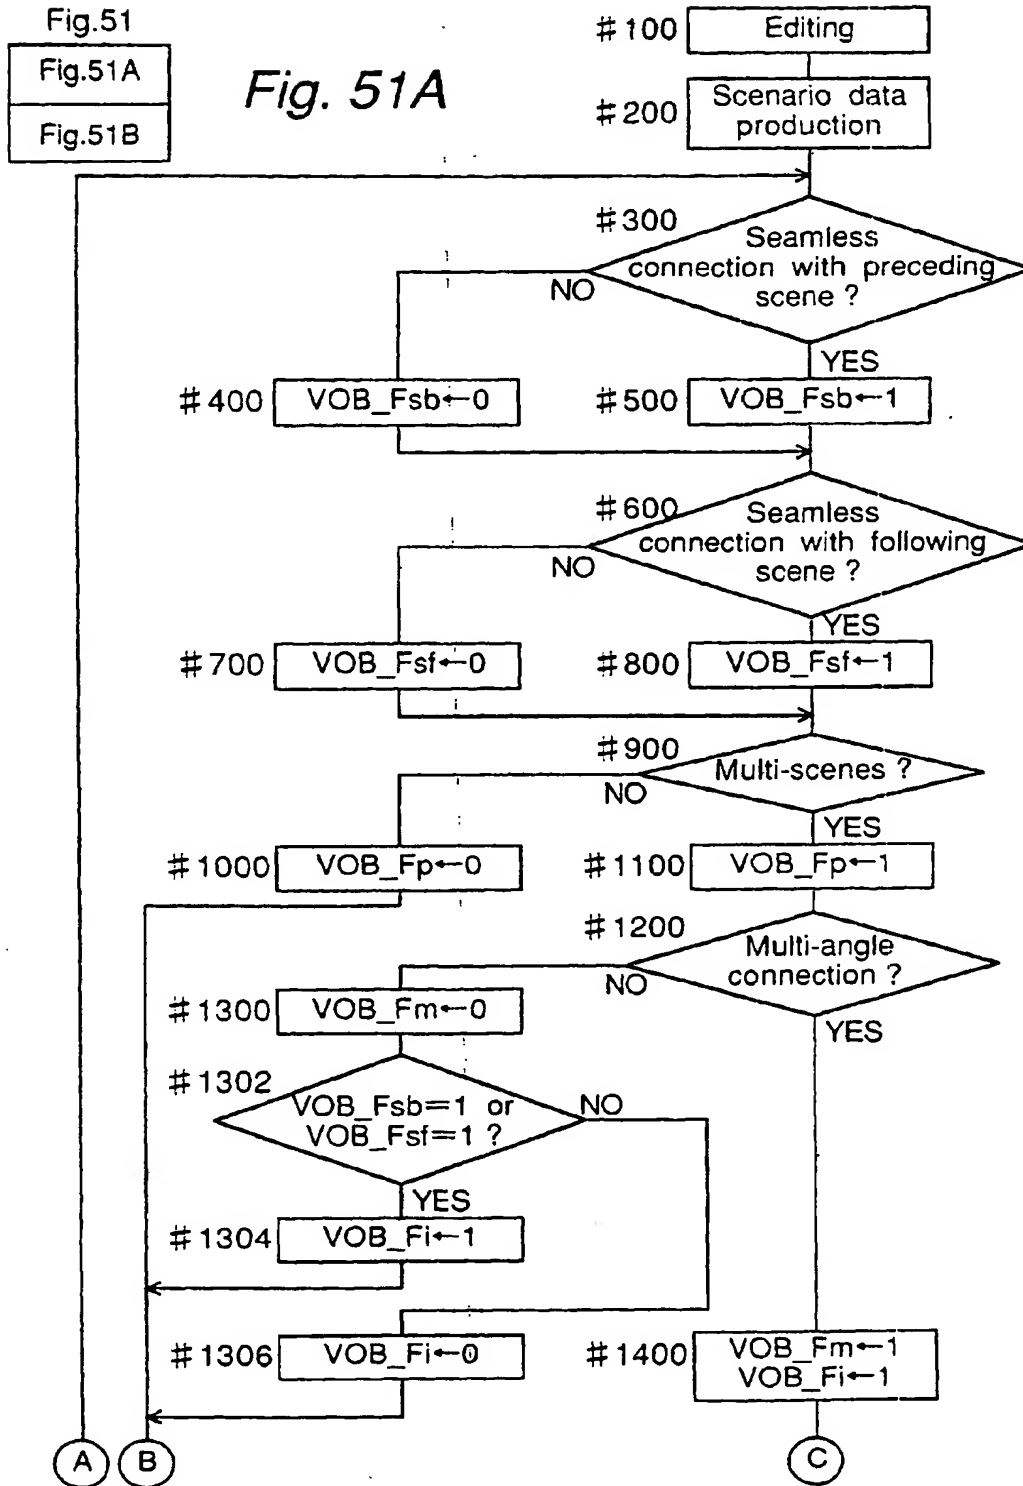 Fig.51
Fig.51A
Fig.51B
Fig. 51A
#100
Editing
#200
Scenario data
production
#300
Seamless
connection with preceding
scene ?
NO
YES
#400
VOB_Fsb←0
#500
VOB_Fsb←1
#600
Seamless
connection with following
scene ?
NO
YES
#700
VOB_Fsf←0
#800
VOB_Fsf←1
#900
Multi-scenes ?
NO
YES
#1000
VOB_Fp←0
#1100
VOB_Fp←1
#1200
Multi-angle
connection ?
NO
YES
#1300
VOB_Fm←0
#1302
VOB_Fsb=1 or
VOB_Fsf=1 ?
NO
YES
#1304
VOB_Fi←1
#1306
VOB_Fi←0
#1400
VOB_Fm←1
VOB_Fi←1
A
B
C